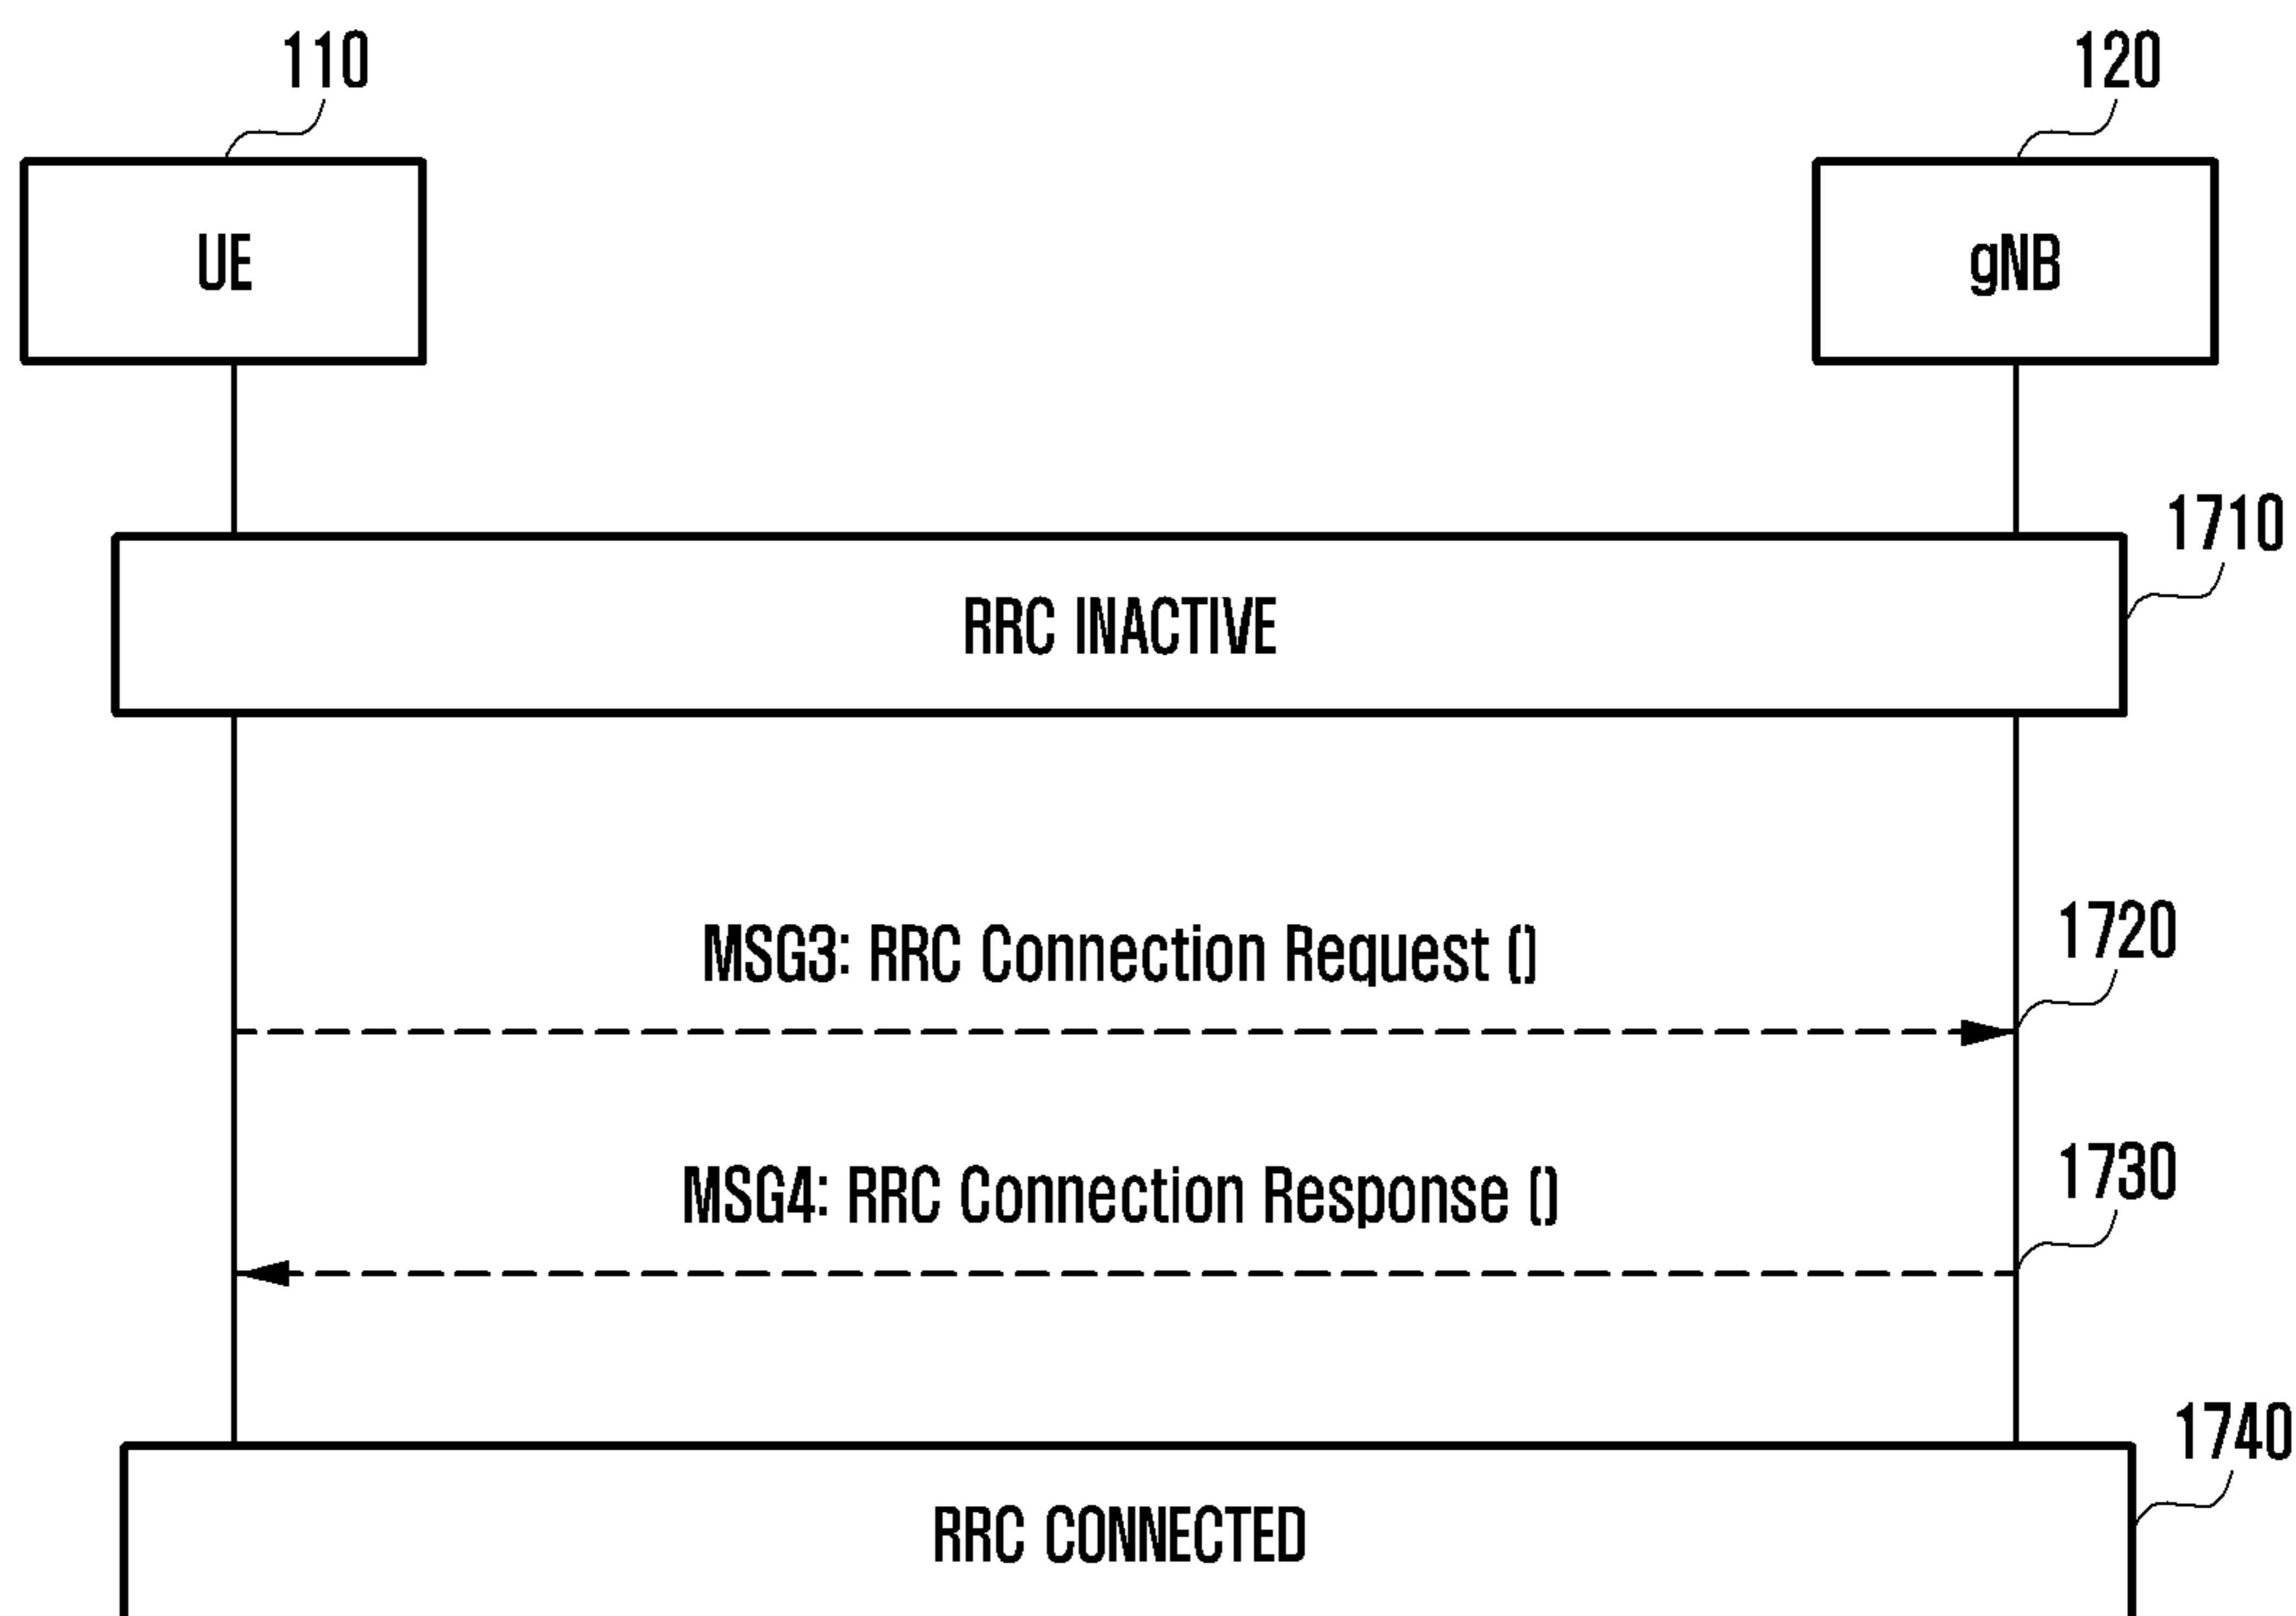 110
120
UE
gNB
1710
RRC INACTIVE
1720
MSG3: RRC Connection Request ()
1730
MSG4: RRC Connection Response ()
1740
RRC CONNECTED